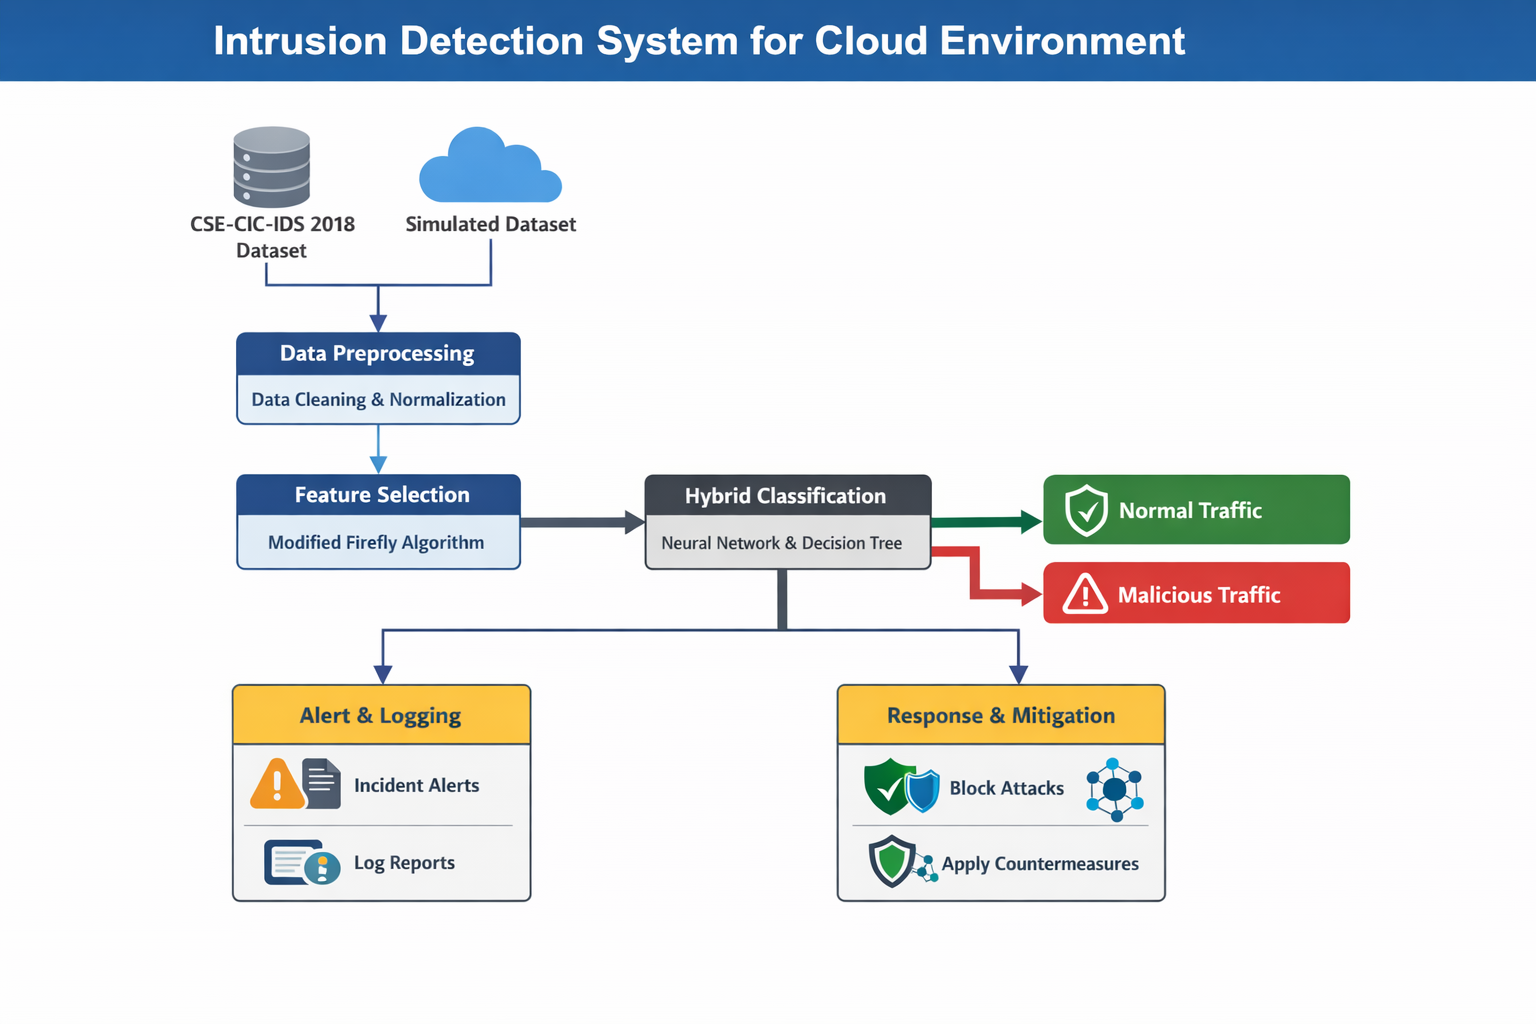 Intrusion Detection System for Cloud Environment
CSE-CIC-IDS 2018
Dataset
Simulated Dataset
Data Preprocessing
Data Cleaning & Normalization
Feature Selection
Modified Firefly Algorithm
Hybrid Classification
Neural Network & Decision Tree
Normal Traffic
Malicious Traffic
Alert & Logging
Incident Alerts
Log Reports
Response & Mitigation
Block Attacks
Apply Countermeasures